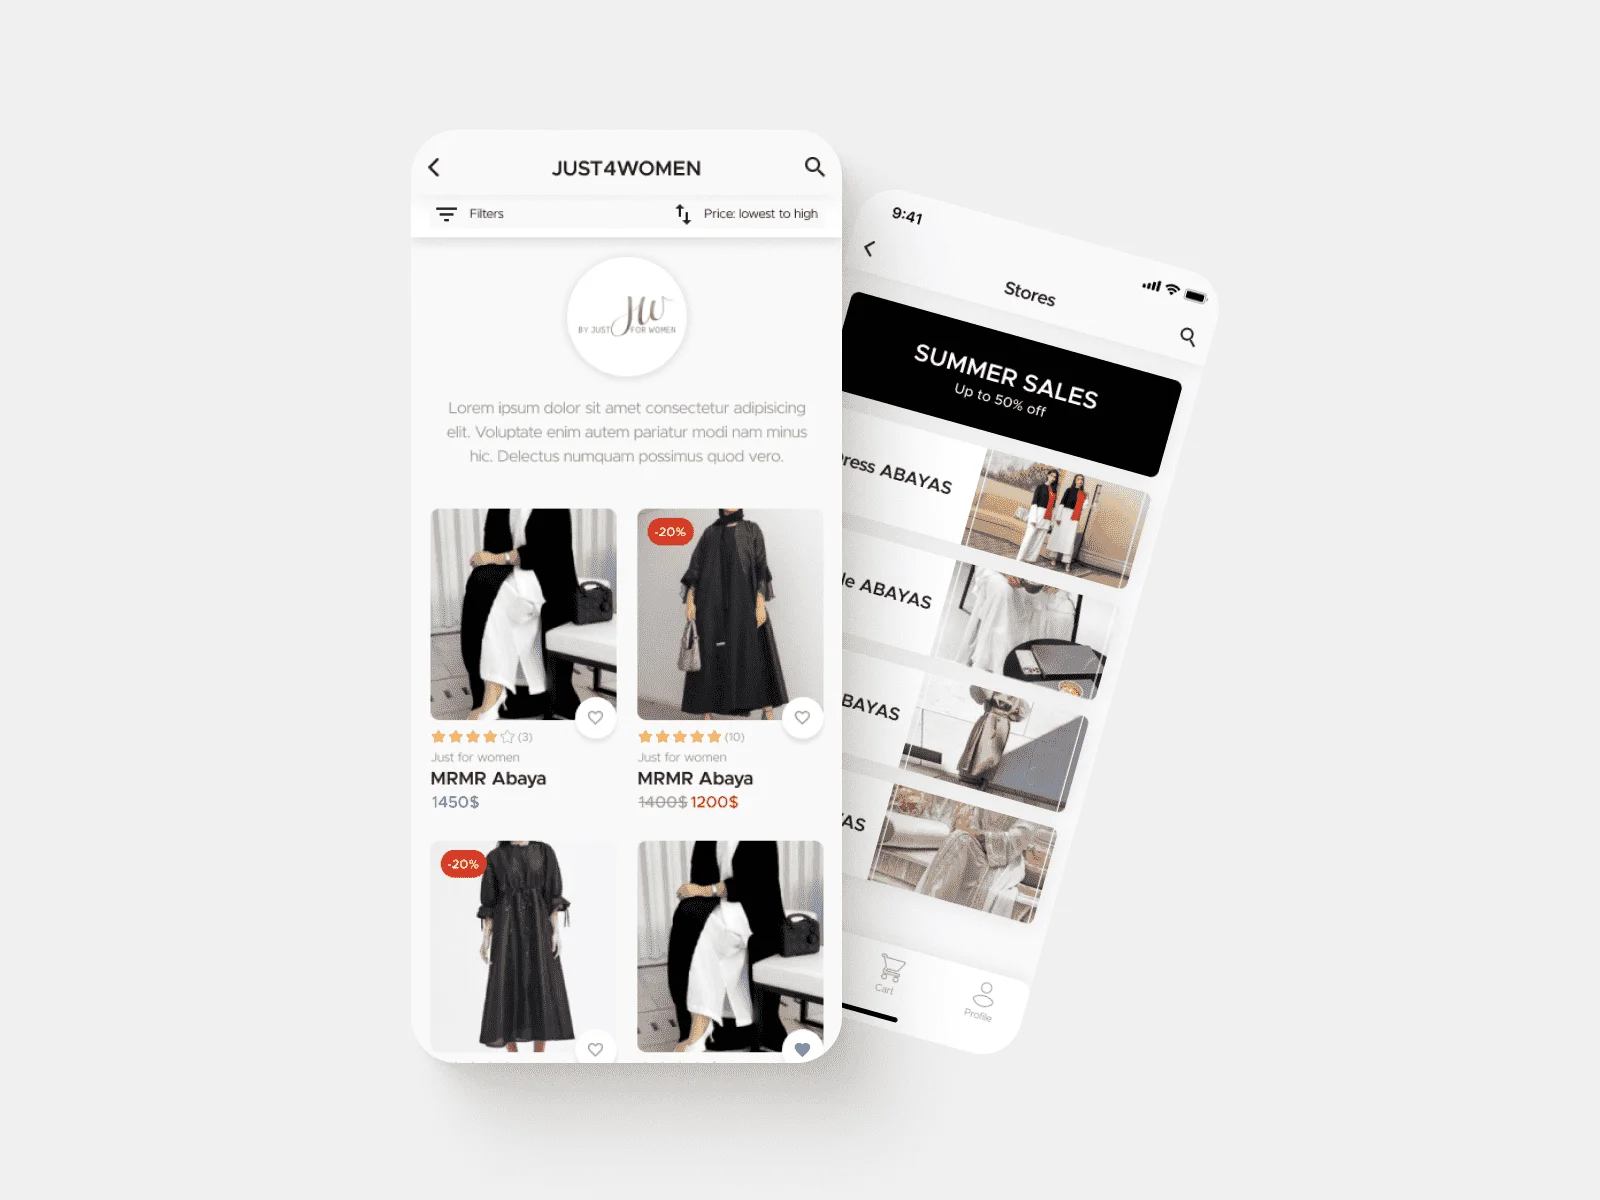 JUST4WOMEN
Filters
Price: lowest to high
JW
BY JUST FOR WOMEN
Lorem ipsum dolor sit amet consectetur adipisicing
elit. Voluptate enim autem pariatur modi nam minus
hic. Delectus numquam possimus quod vero.
-20%
(3)
Just for women
MRMR Abaya
1450$
(10)
Just for women
MRMR Abaya
1400$ 1200$
-20%
9:41
Stores
SUMMER SALES
Up to 50% off
ress ABAYAS
le ABAYAS
BAYAS
AS
Cart
Profile